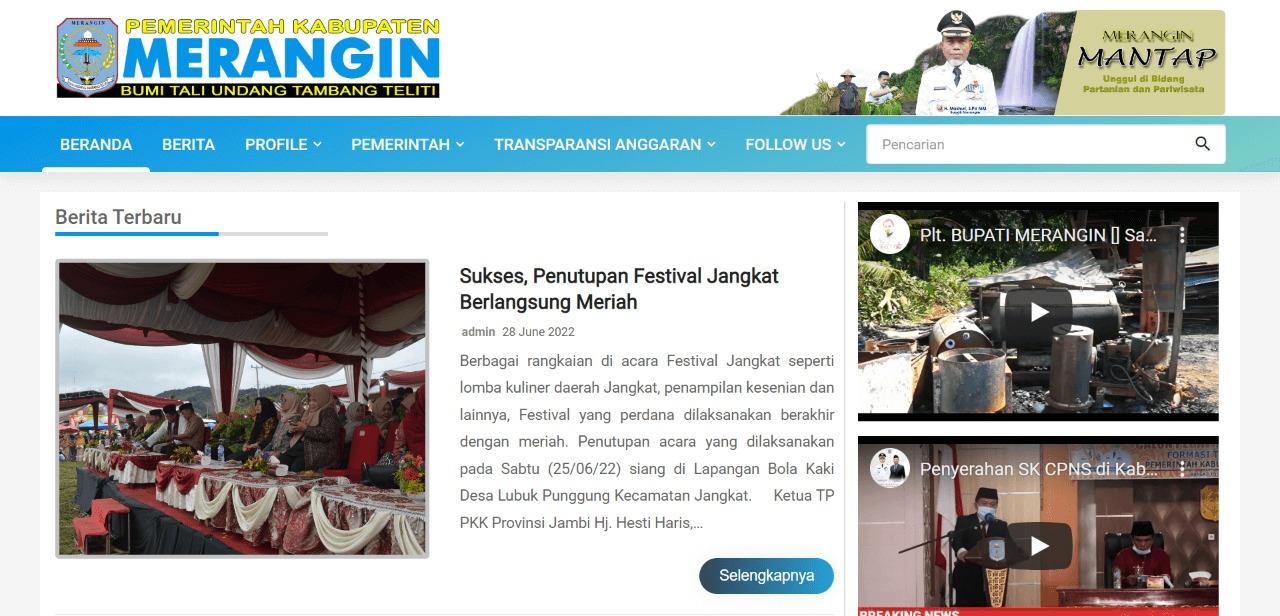 MERANGIN
PEMERINTAH KABUPATEN
MERANGIN
BUMI TALI UNDANG TAMBANG TELITI
MERANGIN
MANTAP
Unggul di Bidang
Partanian dan Pariwisata
BERANDA BERITA PROFILE PEMERINTAH TRANSPARANSI ANGGARAN FOLLOW US Pencarian
Berita Terbaru
Sukses, Penutupan Festival Jangkat
Berlangsung Meriah
admin 28 June 2022
Berbagai rangkaian di acara Festival Jangkat seperti
lomba kuliner daerah Jangkat, penampilan kesenian dan
lainnya, Festival yang perdana dilaksanakan berakhir
dengan meriah. Penutupan acara yang dilaksanakan
pada Sabtu (25/06/22) siang di Lapangan Bola Kaki
Desa Lubuk Punggung Kecamatan Jangkat. Ketua TP
PKK Provinsi Jambi Hj. Hesti Haris,...
Selengkapnya
Plt. BUPATI MERANGIN [] Sa...
Penyerahan SK CPNS di Kab...
BREAKING NEWS